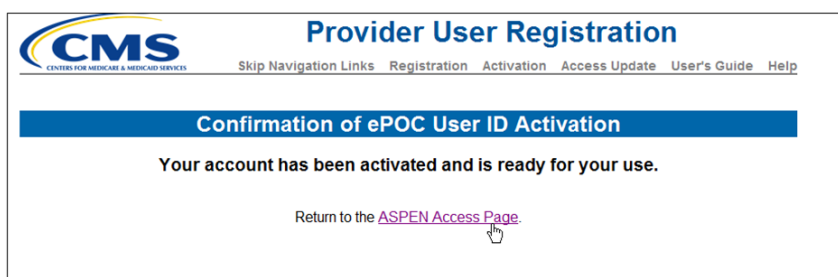 Provider User Registration
CMS
CENTERS FOR MEDICARE & MEDICAID SERVICES
Skip Navigation Links Registration Activation Access Update User's Guide Help
Confirmation of ePOC User ID Activation
Your account has been activated and is ready for your use.
Return to the ASPEN Access Page.